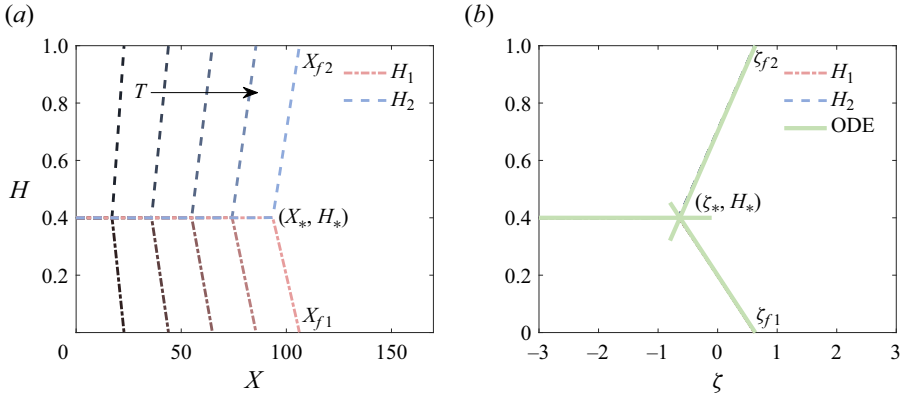 (a)
1.0
0.8
0.6
0.4
0.2
0
H
0
50
100
150
X
T
X_{f2}
H_1
H_2
(X_*, H_*)
X_{f1}
(b)
1.0
0.8
0.6
0.4
0.2
0
−3
−2
−1
0
1
2
3
ζ
ζ_{f2}
H_1
H_2
ODE
(ζ_*, H_*)
ζ_{f1}